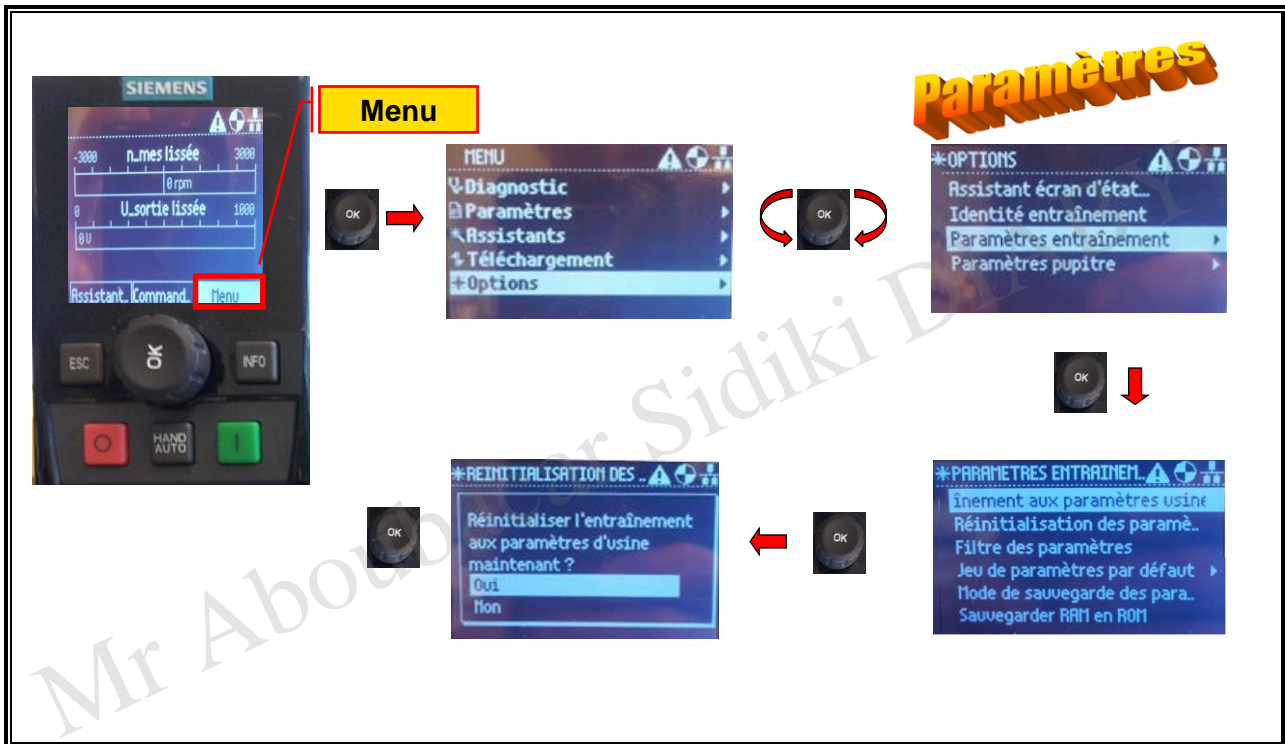 Paramètres
SIEMENS
Menu
-3000 n_mes lissée 3000
0 rpm
0 U_sortie lissée 1000
0 V
Assistant.. Command.. Menu
ESC OK INFO
HAND
AUTO
OK
MENU
Diagnostic
Paramètres
Assistants
Téléchargement
Options
OK
OPTIONS
Assistant écran d'état...
Identité entraînement
Paramètres entraînement
Paramètres pupitre
OK
PARAMETRES ENTRAINEM..
înement aux paramètres usine
Réinitialisation des paramè..
Filtre des paramètres
Jeu de paramètres par défaut
Mode de sauvegarde des para..
Sauvegarder RAM en ROM
OK
REINITIALISATION DES ..
Réinitialiser l'entraînement
aux paramètres d'usine
maintenant ?
Oui
Non
OK
Mr Aboubacar Sidiki